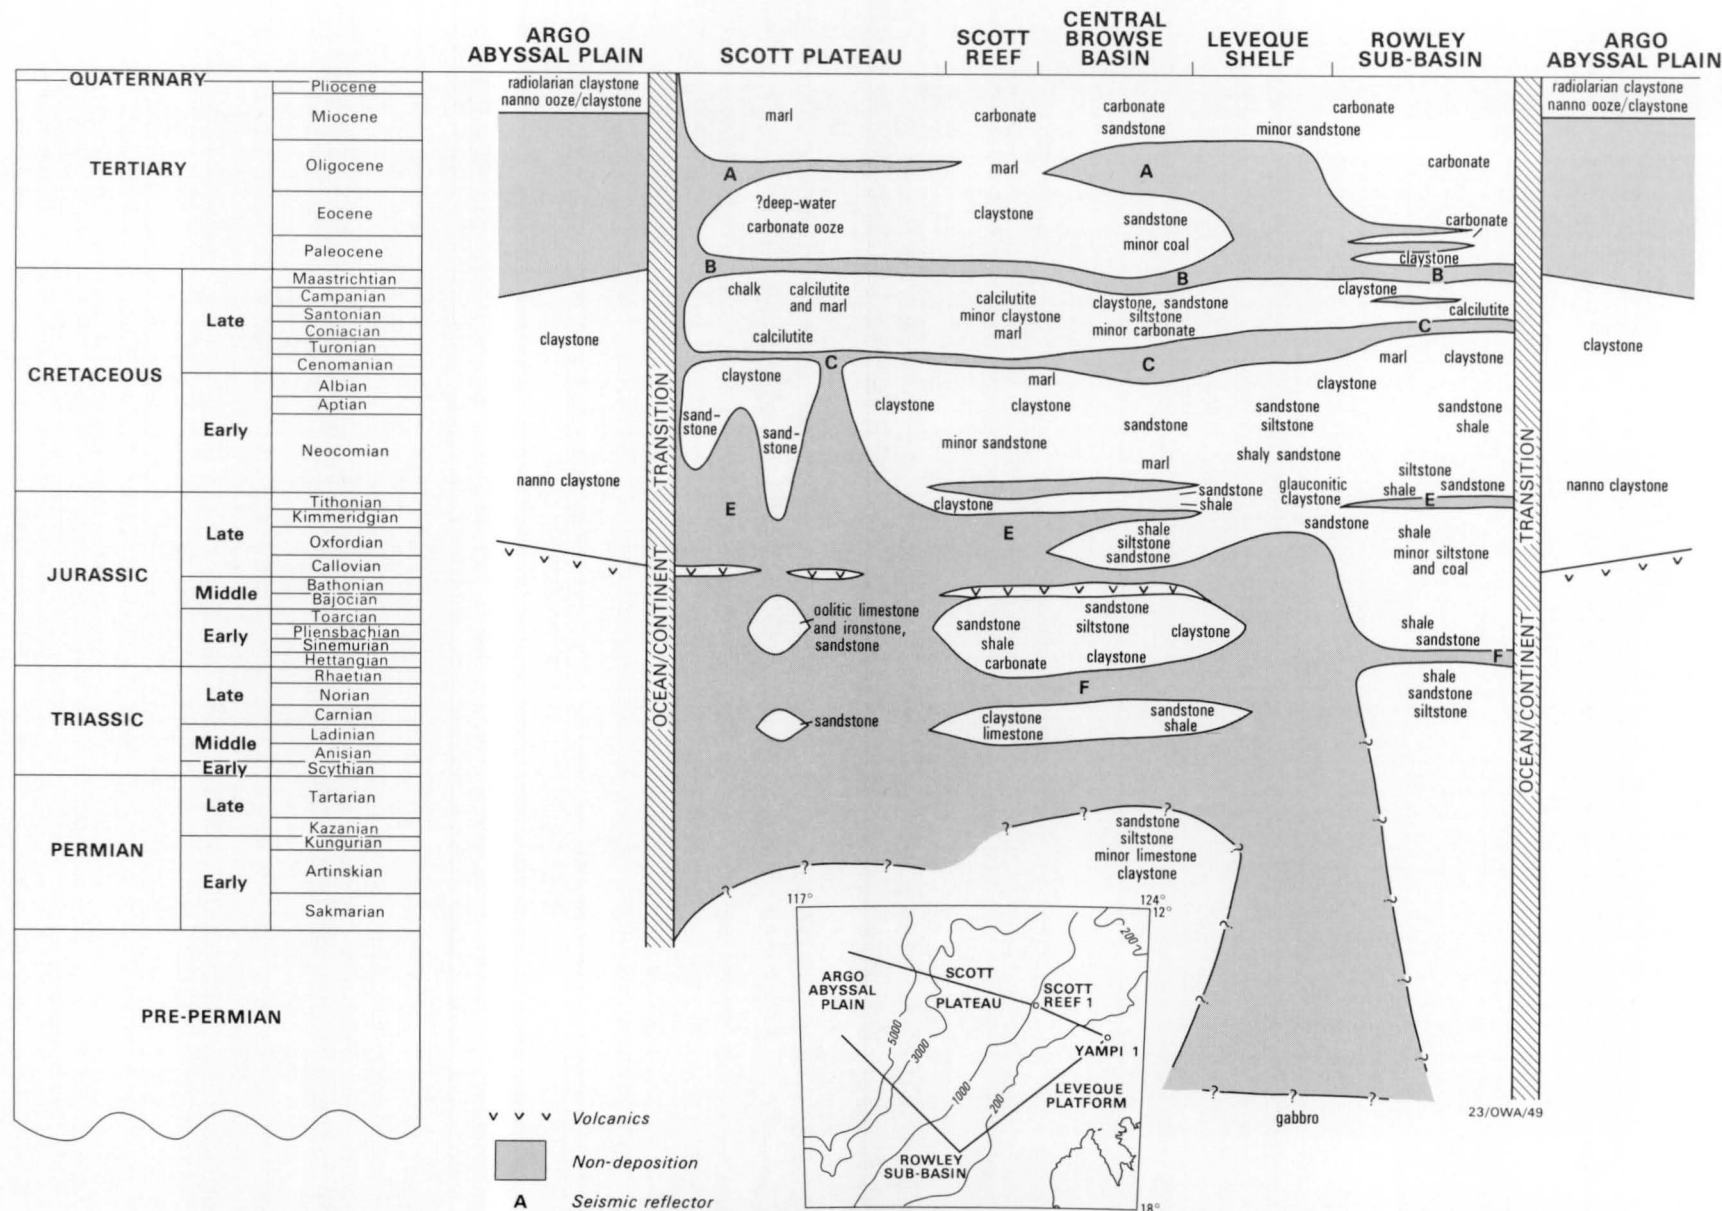 ARGO
ABYSSAL PLAIN
SCOTT PLATEAU
SCOTT
REEF
CENTRAL
BROWSE
BASIN
LEVEQUE
SHELF
ROWLEY
SUB-BASIN
ARGO
ABYSSAL PLAIN
QUATERNARY
TERTIARY
Pliocene
Miocene
Oligocene
Eocene
Paleocene
CRETACEOUS
Late
Maastrichtian
Campanian
Santonian
Coniacian
Turonian
Cenomanian
Early
Albian
Aptian
Neocomian
JURASSIC
Late
Tithonian
Kimmeridgian
Oxfordian
Callovian
Middle
Bathonian
Bajocian
Early
Toarcian
Pliensbachian
Sinemurian
Hettangian
TRIASSIC
Late
Rhaetian
Norian
Carnian
Middle
Ladinian
Anisian
Early
Scythian
PERMIAN
Late
Tartarian
Kazanian
Early
Kungurian
Artinskian
Sakmarian
PRE-PERMIAN
radiolarian claystone
nanno ooze/claystone
claystone
nanno claystone
v v v v
OCEAN/CONTINENT TRANSITION
marl
A
?deep-water
carbonate ooze
B
chalk
calcilutite
and marl
calcilutite
C
claystone
sand-
stone
sand-
stone
claystone
E
v v v v
oolitic limestone
and ironstone,
sandstone
sandstone
carbonate
marl
claystone
calcilutite
minor claystone
marl
marl
claystone
minor sandstone
claystone
E
v v v v v v v
sandstone
shale
carbonate
sandstone
siltstone
claystone
claystone
F
claystone
limestone
sandstone
shale
carbonate
sandstone
A
sandstone
minor coal
B
claystone, sandstone
siltstone
minor carbonate
C
sandstone
marl
sandstone
shale
shale
siltstone
sandstone
sandstone
siltstone
minor limestone
claystone
minor sandstone
claystone
sandstone
siltstone
shaly sandstone
glauconitic
claystone
sandstone
carbonate
carbonate
carbonate
claystone
B
claystone
calcilutite
C
marl
claystone
sandstone
shale
siltstone
shale
sandstone
E
shale
minor siltstone
and coal
shale
sandstone
F
shale
sandstone
siltstone
? ? ? ? ? ? ? ? ? ? ? ? ? ? ? ? ? ?
gabbro
OCEAN/CONTINENT TRANSITION
radiolarian claystone
nanno ooze/claystone
claystone
nanno claystone
v v v v
23/OWA/49
117°
124°
12°
18°
ARGO
ABYSSAL
PLAIN
SCOTT
PLATEAU
SCOTT
REEF 1
YAMPI 1
LEVEQUE
PLATFORM
ROWLEY
SUB-BASIN
5000
3000
1000
200
200
v v v v Volcanics
Non-deposition
A Seismic reflector